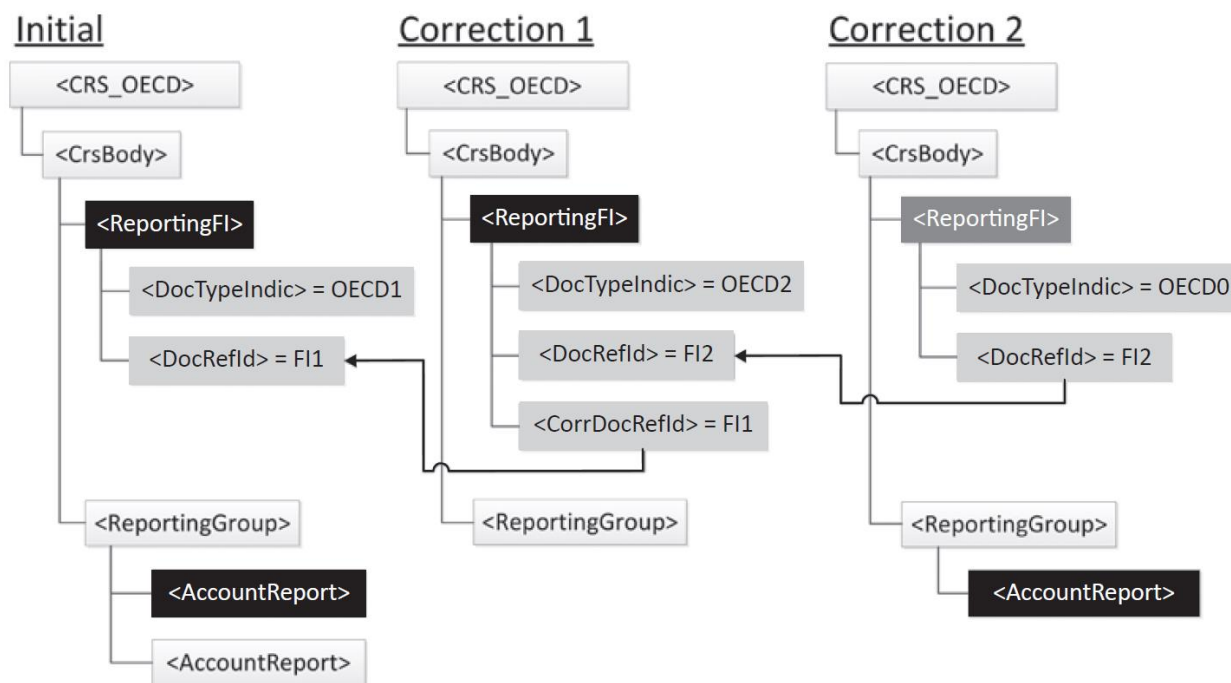 Initial
<CRS_OECD>
<CrsBody>
<ReportingFI>
<DocTypeIndic> = OECD1
<DocRefId> = FI1
<ReportingGroup>
<AccountReport>
<AccountReport>
Correction 1
<CRS_OECD>
<CrsBody>
<ReportingFI>
<DocTypeIndic> = OECD2
<DocRefId> = FI2
<CorrDocRefId> = FI1
<ReportingGroup>
Correction 2
<CRS_OECD>
<CrsBody>
<ReportingFI>
<DocTypeIndic> = OECD0
<DocRefId> = FI2
<ReportingGroup>
<AccountReport>